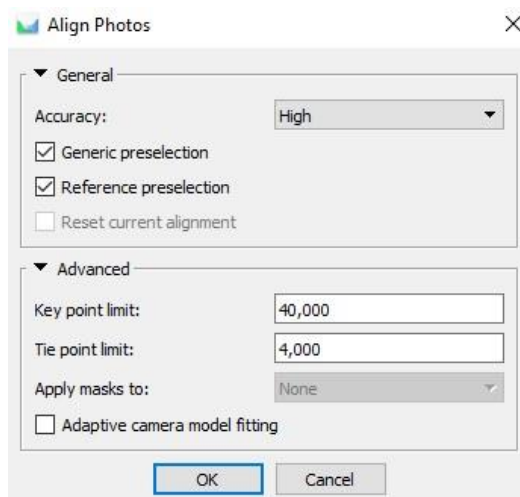 Align Photos
General
Accuracy: High
Generic preselection
Reference preselection
Reset current alignment
Advanced
Key point limit: 40,000
Tie point limit: 4,000
Apply masks to: None
Adaptive camera model fitting
OK Cancel